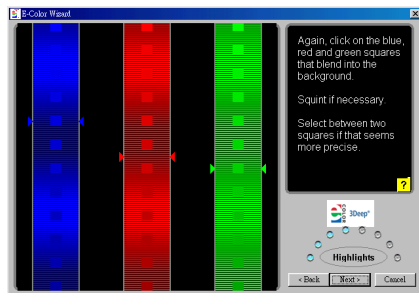 E-Color Wizard
Again, click on the blue,
red and green squares
that blend into the
background.
Squint if necessary.
Select between two
squares if that seems
more precise.
?
3Deep®
Highlights
< Back
Next >
Cancel